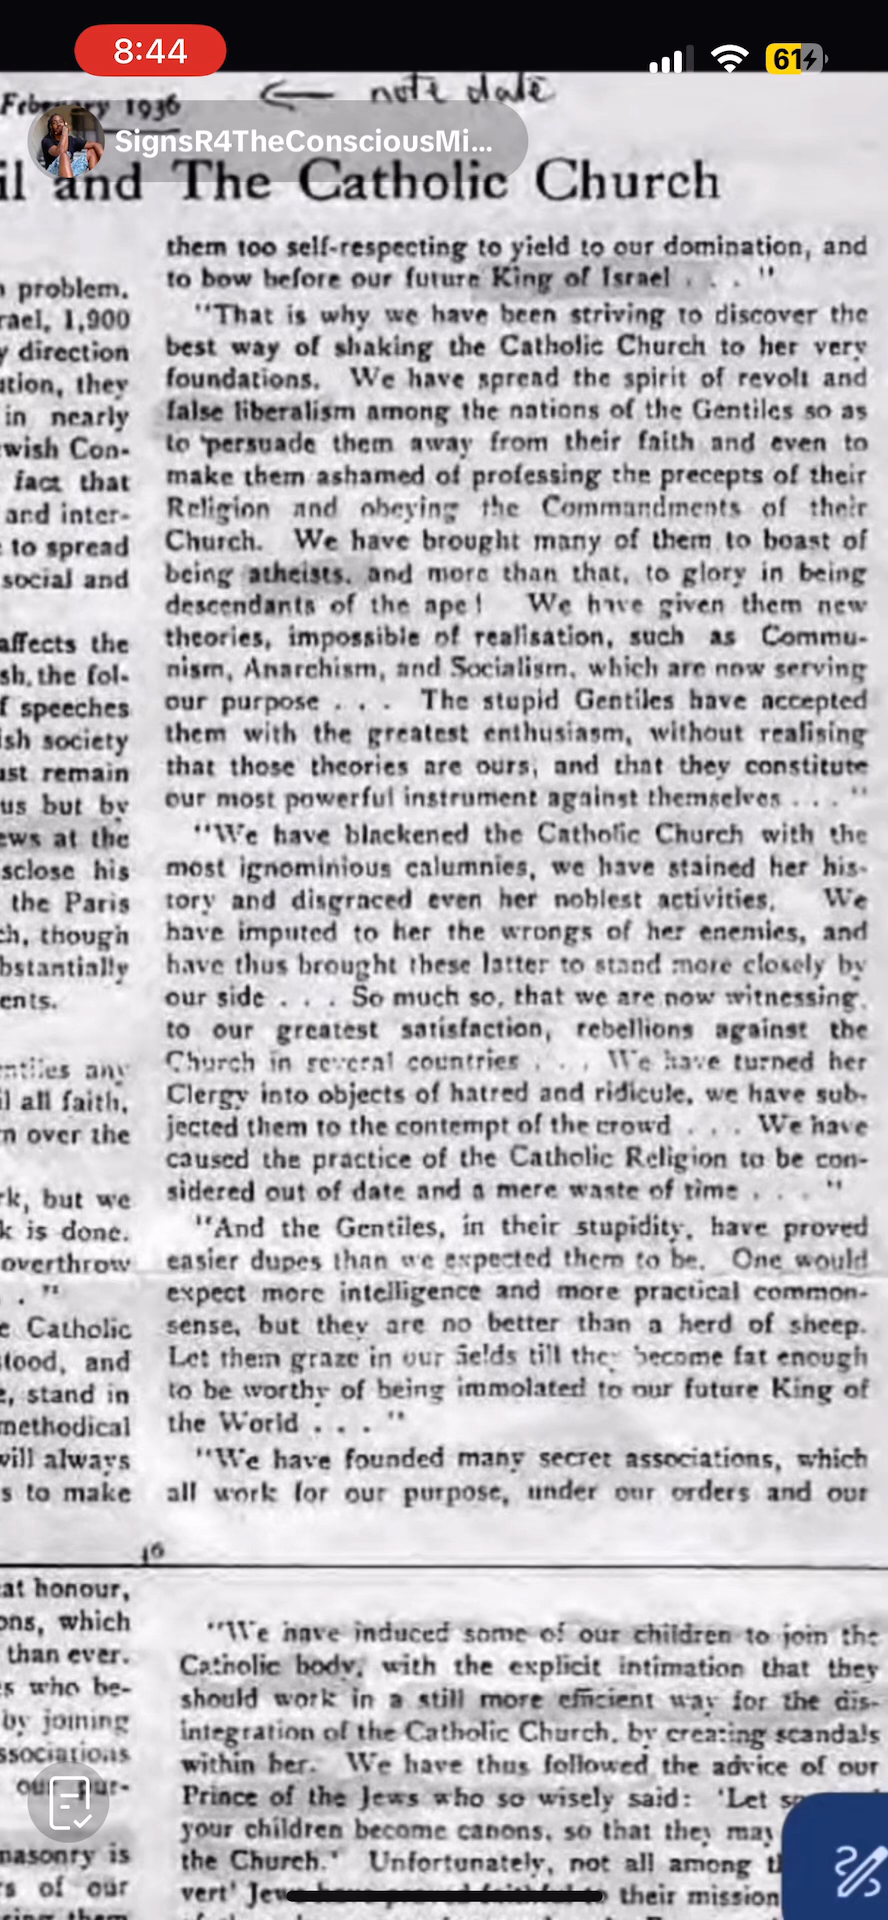 8:44
61
February 1936 ← note date
SignsR4TheConsciousMi...
il and The Catholic Church
problem.
rael, 1,900
direction
ution, they
in nearly
wish Con-
fact that
and inter-
to spread
social and
affects the
sh, the fol-
f speeches
ish society
ust remain
us but by
ews at the
sclose his
the Paris
ch, though
bstantially
ents.
entiles any
il all faith,
n over the
rk, but we
k is done.
overthrow
. ."
e Catholic
tood, and
e, stand in
methodical
will always
s to make
them too self-respecting to yield to our domination, and
to bow before our future King of Israel . . . "
"That is why we have been striving to discover the
best way of shaking the Catholic Church to her very
foundations. We have spread the spirit of revolt and
false liberalism among the nations of the Gentiles so as
to persuade them away from their faith and even to
make them ashamed of professing the precepts of their
Religion and obeying the Commandments of their
Church. We have brought many of them to boast of
being atheists, and more than that, to glory in being
descendants of the ape! We have given them new
theories, impossible of realisation, such as Commu-
nism, Anarchism, and Socialism, which are now serving
our purpose . . . The stupid Gentiles have accepted
them with the greatest enthusiasm, without realising
that those theories are ours, and that they constitute
our most powerful instrument against themselves . . . "
"We have blackened the Catholic Church with the
most ignominious calumnies, we have stained her his-
tory and disgraced even her noblest activities. We
have imputed to her the wrongs of her enemies, and
have thus brought these latter to stand more closely by
our side . . . So much so, that we are now witnessing,
to our greatest satisfaction, rebellions against the
Church in several countries . . . We have turned her
Clergy into objects of hatred and ridicule, we have sub-
jected them to the contempt of the crowd . . . We have
caused the practice of the Catholic Religion to be con-
sidered out of date and a mere waste of time . . . "
"And the Gentiles, in their stupidity, have proved
easier dupes than we expected them to be. One would
expect more intelligence and more practical common-
sense, but they are no better than a herd of sheep.
Let them graze in our fields till they become fat enough
to be worthy of being immolated to our future King of
the World . . . "
"We have founded many secret associations, which
all work for our purpose, under our orders and our
16
at honour,
ons, which
than ever.
s who be-
by joining
ssociations
our pur-
masonry is
rs of our
"We have induced some of our children to join the
Catholic body, with the explicit intimation that they
should work in a still more efficient way for the dis-
integration of the Catholic Church, by creating scandals
within her. We have thus followed the advice of our
Prince of the Jews who so wisely said: 'Let
your children become canons, so that they may
the Church.' Unfortunately, not all among
vert' Jews have proved faithful to their mission